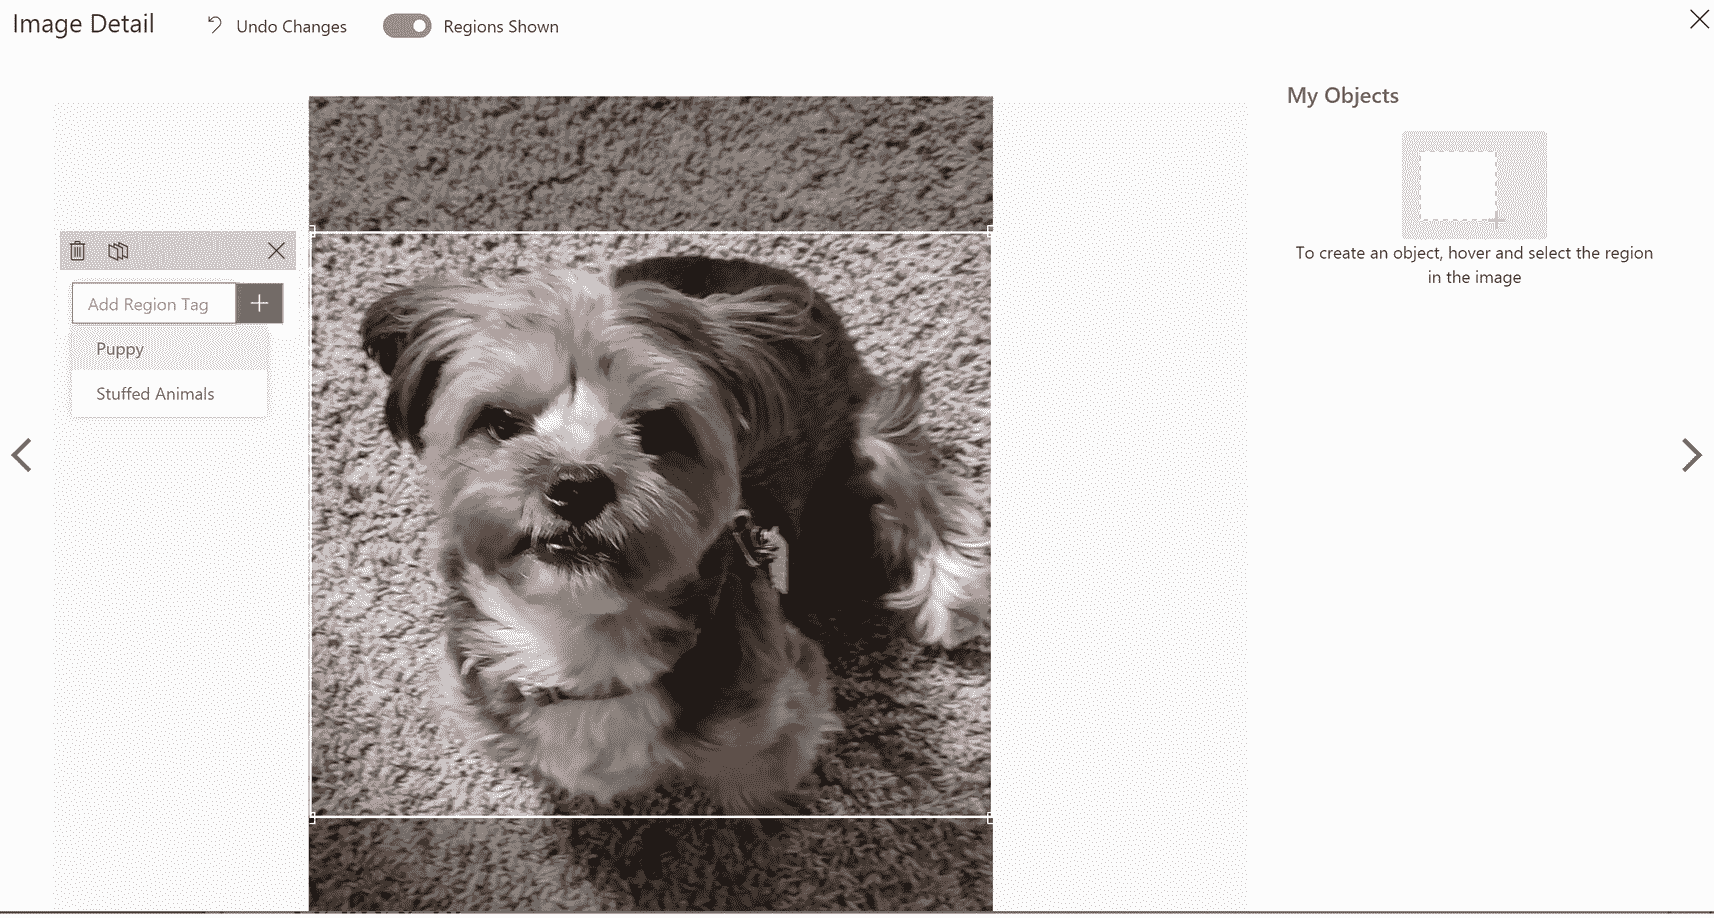 Image Detail
Undo Changes
Regions Shown
My Objects
To create an object, hover and select the region
in the image
Add Region Tag
Puppy
Stuffed Animals